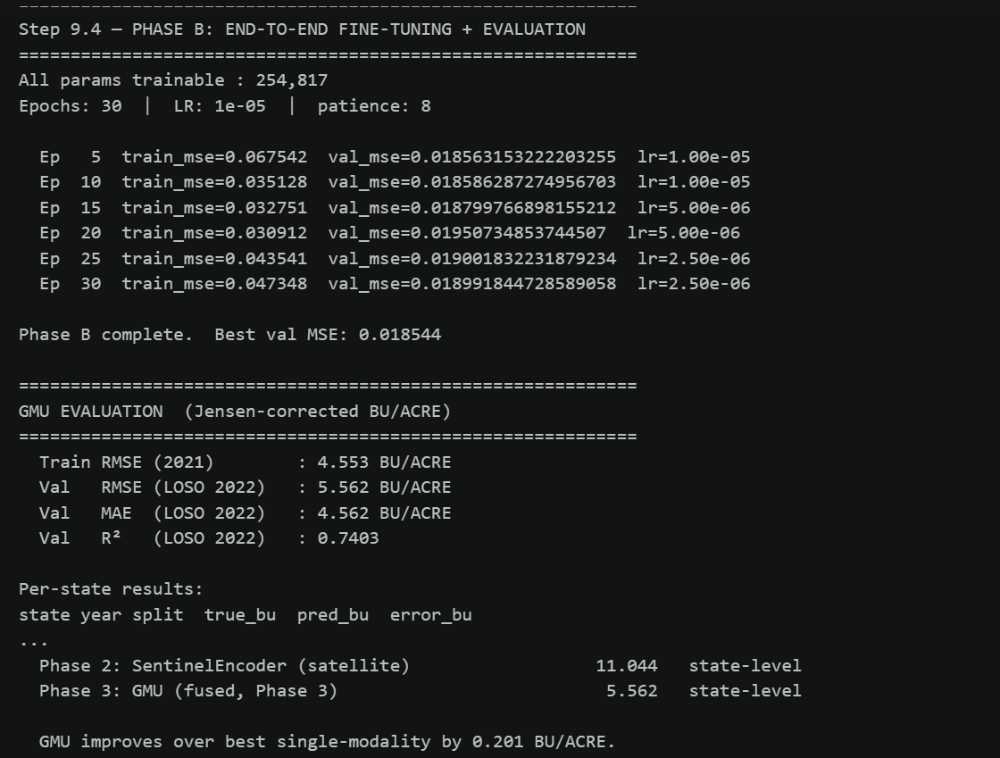 ------------------------------------------------------------
Step 9.4 — PHASE B: END-TO-END FINE-TUNING + EVALUATION
============================================================
All params trainable : 254,817
Epochs: 30  |  LR: 1e-05  |  patience: 8
  Ep   5  train_mse=0.067542  val_mse=0.018563153222203255  lr=1.00e-05
  Ep  10  train_mse=0.035128  val_mse=0.018586287274956703  lr=1.00e-05
  Ep  15  train_mse=0.032751  val_mse=0.018799766898155212  lr=5.00e-06
  Ep  20  train_mse=0.030912  val_mse=0.01950734853744507  lr=5.00e-06
  Ep  25  train_mse=0.043541  val_mse=0.019001832231879234  lr=2.50e-06
  Ep  30  train_mse=0.047348  val_mse=0.018991844728589058  lr=2.50e-06
Phase B complete.  Best val MSE: 0.018544
============================================================
GMU EVALUATION  (Jensen-corrected BU/ACRE)
============================================================
  Train RMSE (2021)        : 4.553 BU/ACRE
  Val   RMSE (LOSO 2022)   : 5.562 BU/ACRE
  Val   MAE  (LOSO 2022)   : 4.562 BU/ACRE
  Val   R²   (LOSO 2022)   : 0.7403
Per-state results:
state year split  true_bu  pred_bu  error_bu
...
  Phase 2: SentinelEncoder (satellite)                  11.044   state-level
  Phase 3: GMU (fused, Phase 3)                          5.562   state-level
  GMU improves over best single-modality by 0.201 BU/ACRE.